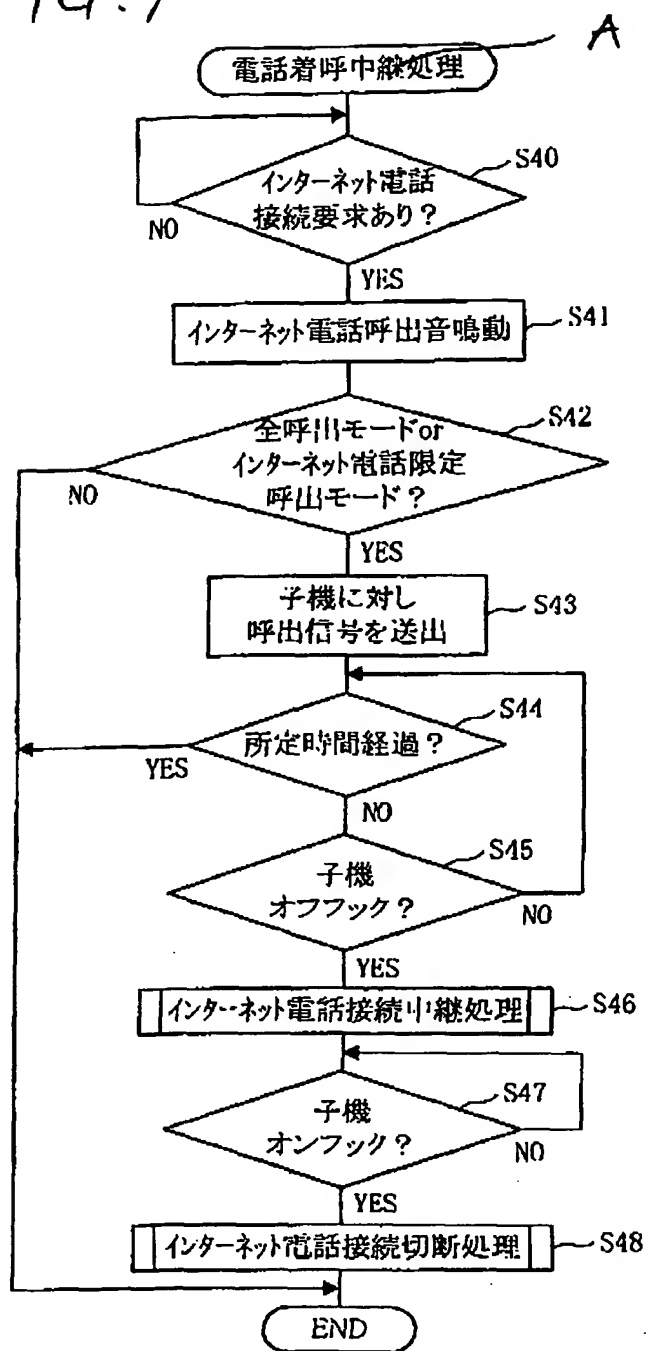 FIG. 7
A
電話着呼中継処理
S40
インターネット電話
接続要求あり？
NO
YES
インターネット電話呼出音鳴動
S41
S42
全呼出モードor
インターネット電話限定
呼出モード？
NO
YES
子機に対し
呼出信号を送出
S43
S44
所定時間経過？
YES
NO
S45
子機
オフフック？
NO
YES
インターネット電話接続中継処理
S46
S47
子機
オンフック？
NO
YES
インターネット電話接続切断処理
S48
END